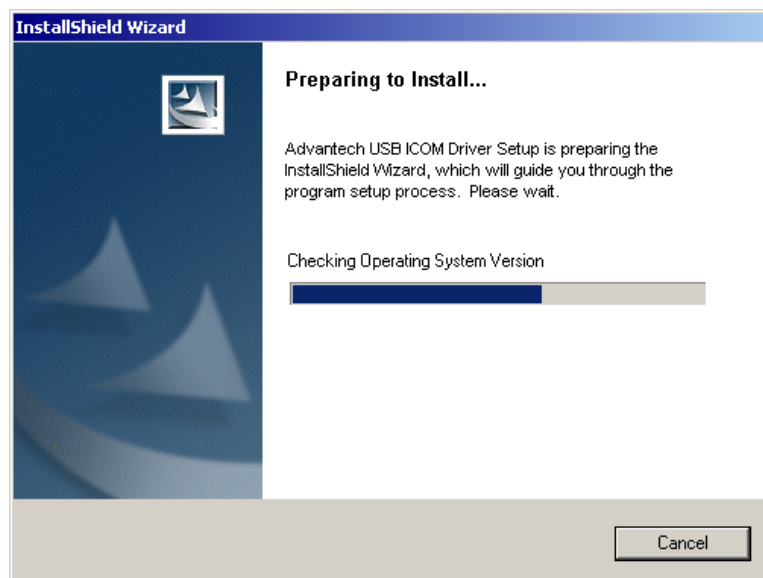 InstallShield Wizard
Preparing to Install...
Advantech USB ICOM Driver Setup is preparing the
InstallShield Wizard, which will guide you through the
program setup process. Please wait.
Checking Operating System Version
Cancel